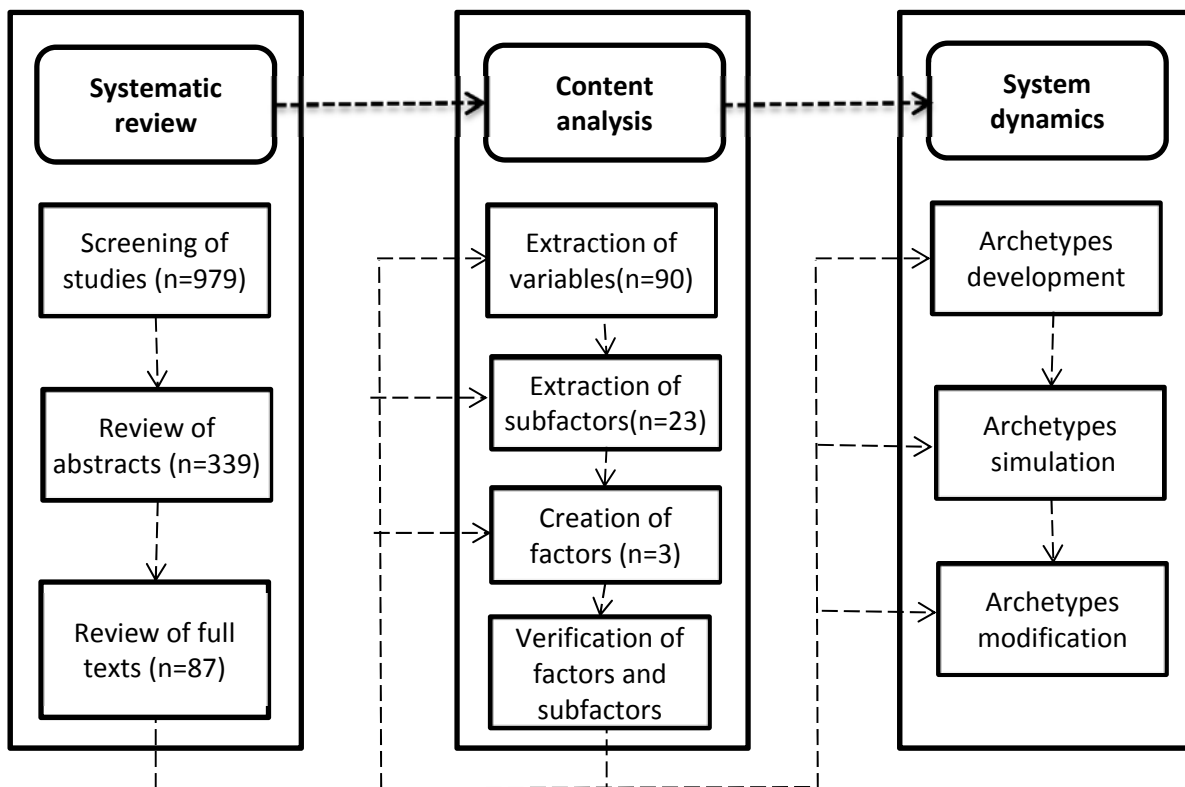 Systematic
review
Screening of
studies (n=979)
Review of
abstracts (n=339)
Review of full
texts (n=87)
Content
analysis
Extraction of
variables(n=90)
Extraction of
subfactors(n=23)
Creation of
factors (n=3)
Verification of
factors and
subfactors
System
dynamics
Archetypes
development
Archetypes
simulation
Archetypes
modification